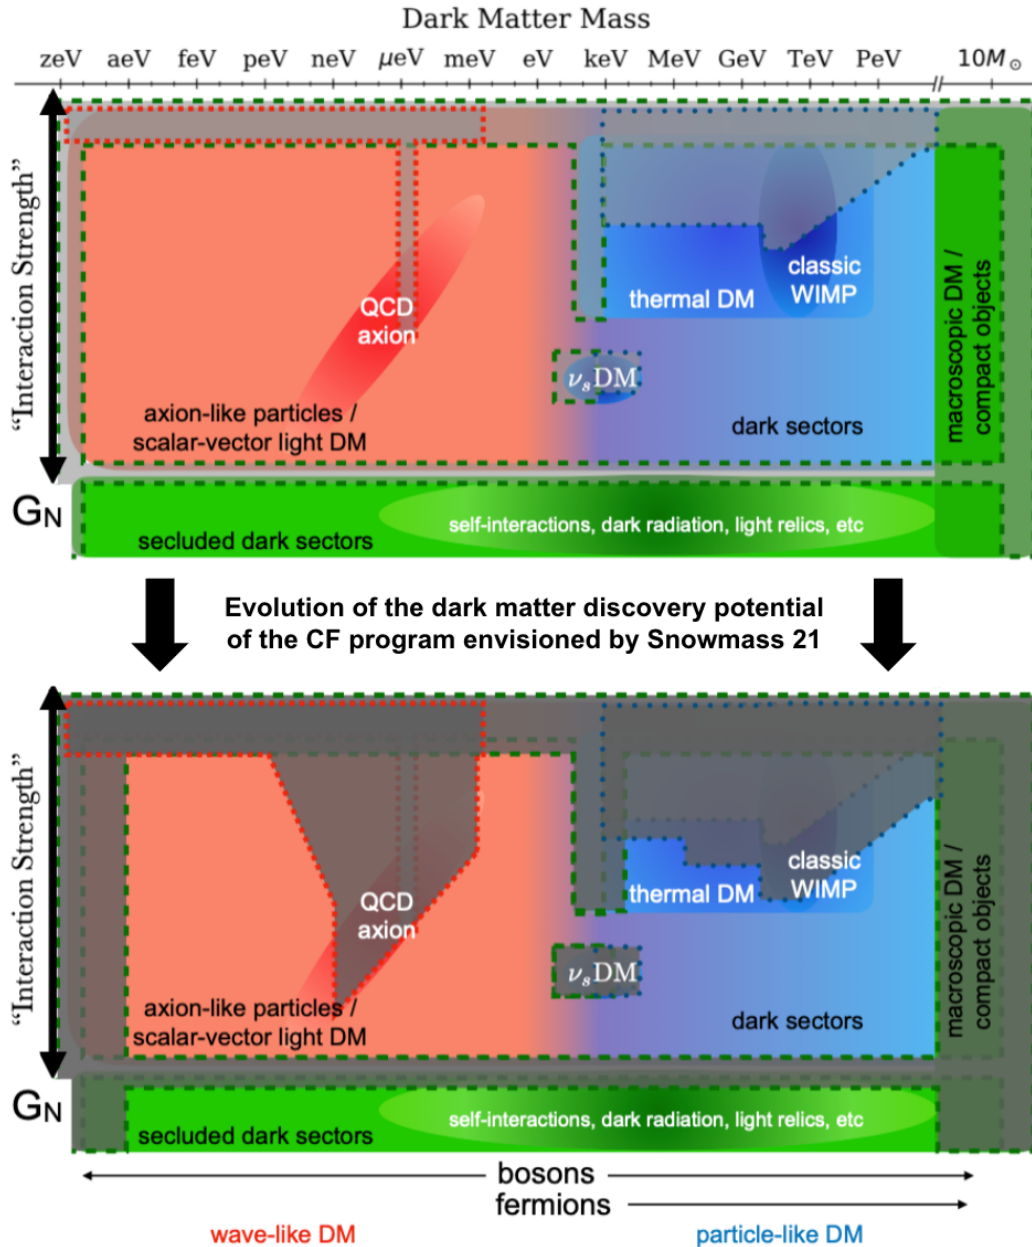 Dark Matter Mass
zeV aeV feV peV neV μeV meV eV keV MeV GeV TeV PeV 10M☉
“Interaction Strength”
QCD
axion
axion-like particles /
scalar-vector light DM
νsDM
thermal DM
classic
WIMP
dark sectors
macroscopic DM /
compact objects
GN
secluded dark sectors
self-interactions, dark radiation, light relics, etc
Evolution of the dark matter discovery potential
of the CF program envisioned by Snowmass 21
“Interaction Strength”
QCD
axion
axion-like particles /
scalar-vector light DM
νsDM
thermal DM
classic
WIMP
dark sectors
macroscopic DM /
compact objects
GN
secluded dark sectors
self-interactions, dark radiation, light relics, etc
bosons
fermions
wave-like DM
particle-like DM